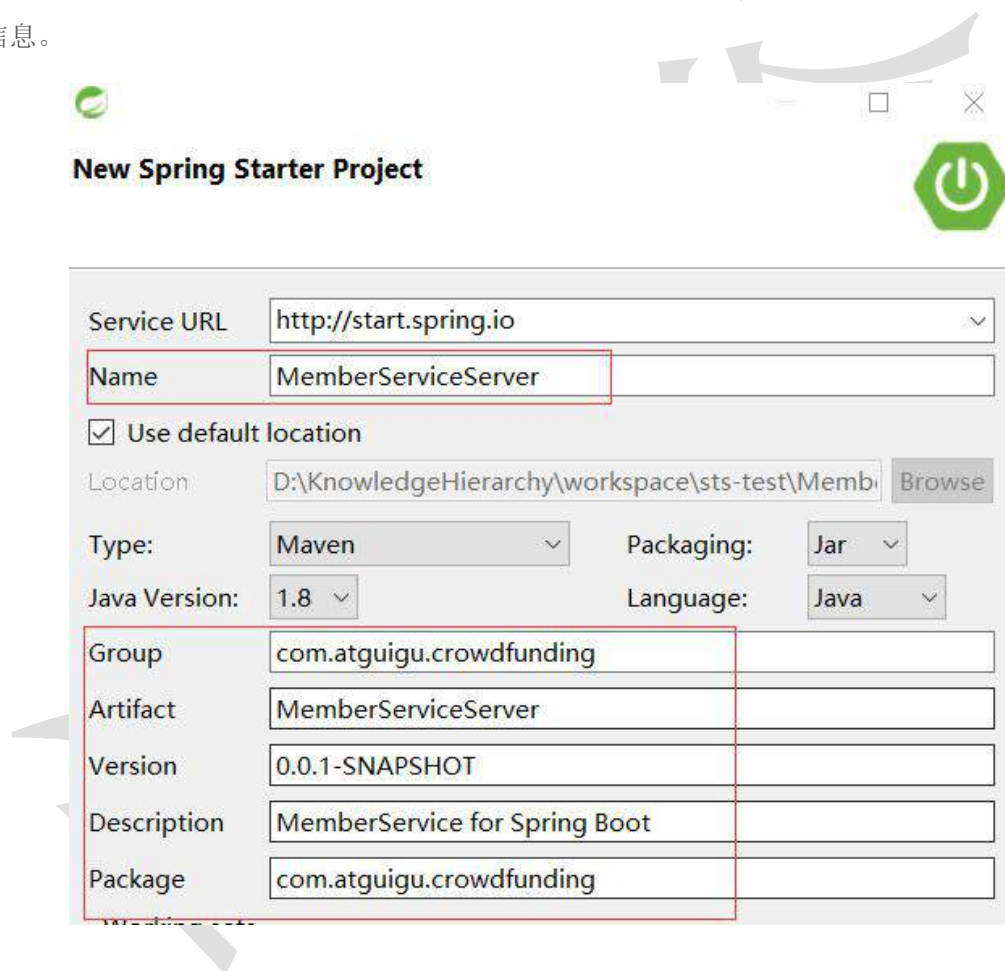 息。
New Spring Starter Project
Service URL http://start.spring.io
Name MemberServiceServer
Use default location
Location D:\KnowledgeHierarchy\workspace\sts-test\Memb Browse
Type: Maven Packaging: Jar
Java Version: 1.8 Language: Java
Group com.atguigu.crowdfunding
Artifact MemberServiceServer
Version 0.0.1-SNAPSHOT
Description MemberService for Spring Boot
Package com.atguigu.crowdfunding